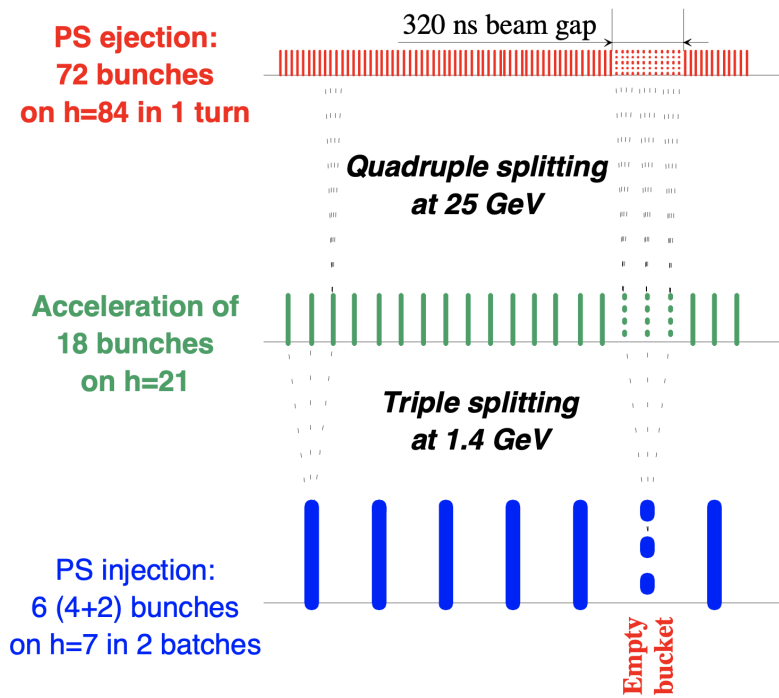 PS ejection:
72 bunches
on h=84 in 1 turn
320 ns beam gap
Quadruple splitting
at 25 GeV
Acceleration of
18 bunches
on h=21
Triple splitting
at 1.4 GeV
PS injection:
6 (4+2) bunches
on h=7 in 2 batches
Empty
bucket